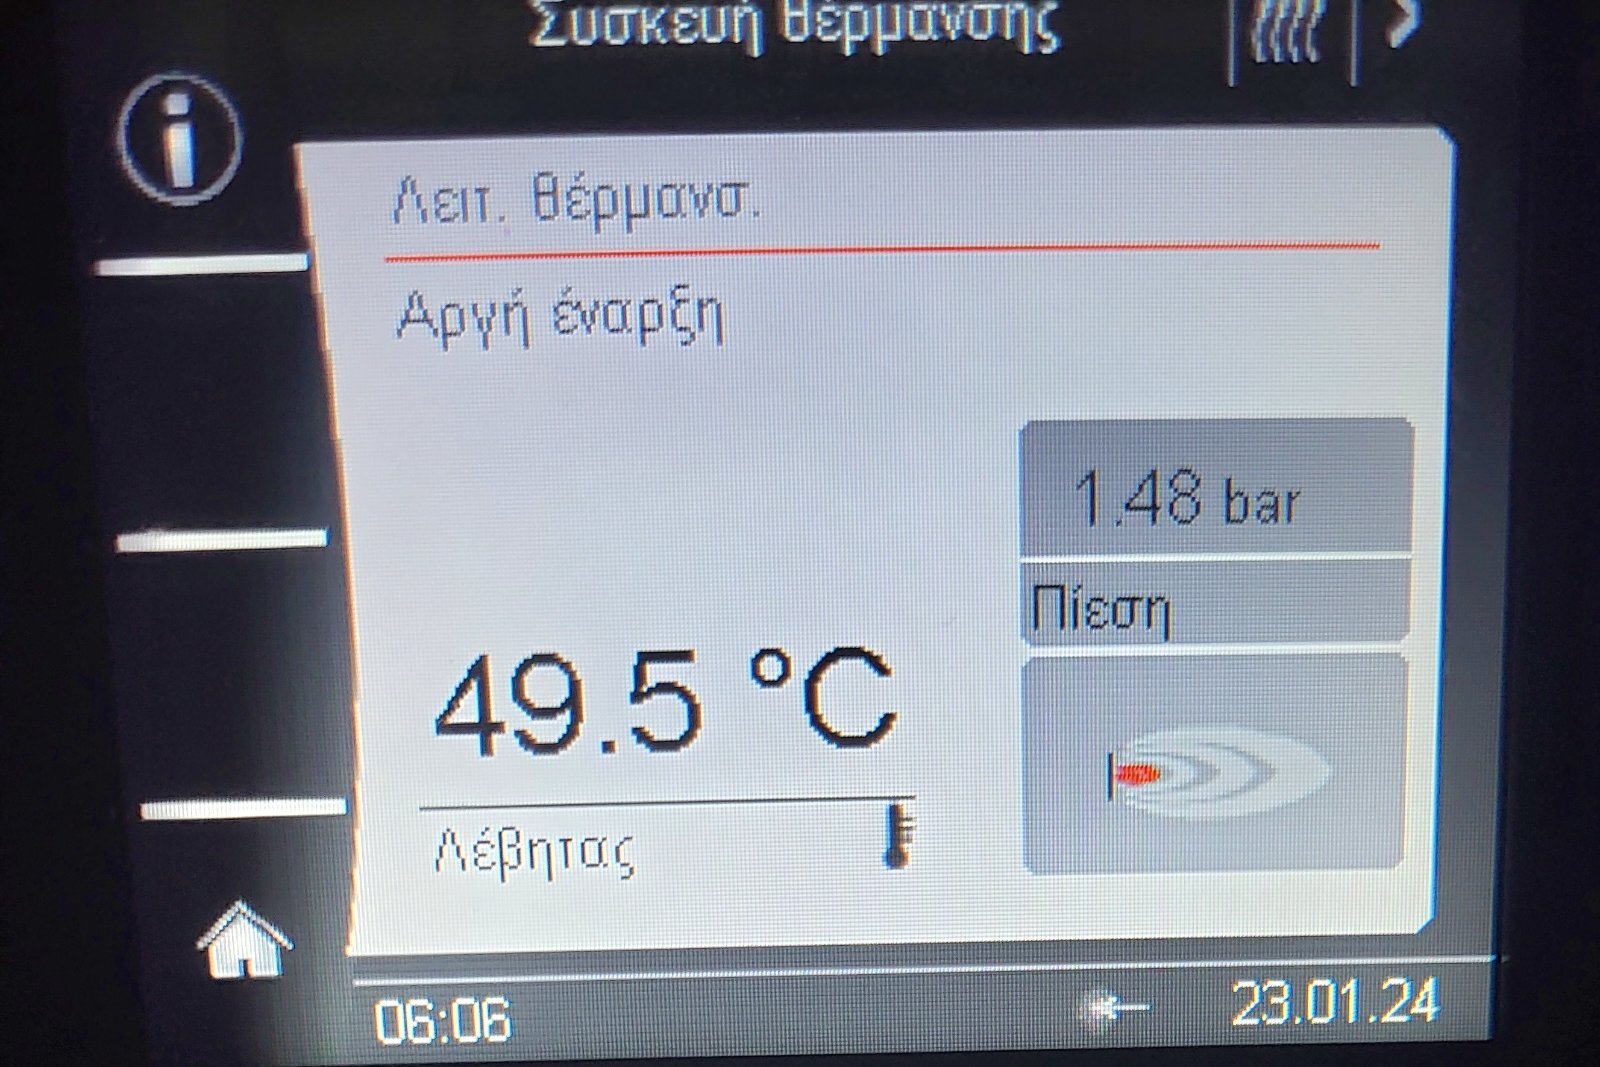 Συσκευή θέρμανσης
Λειτ. θέρμανσ.
Αργή έναρξη
1.48 bar
Πίεση
49.5 °C
Λέβητας
06:06
23.01.24